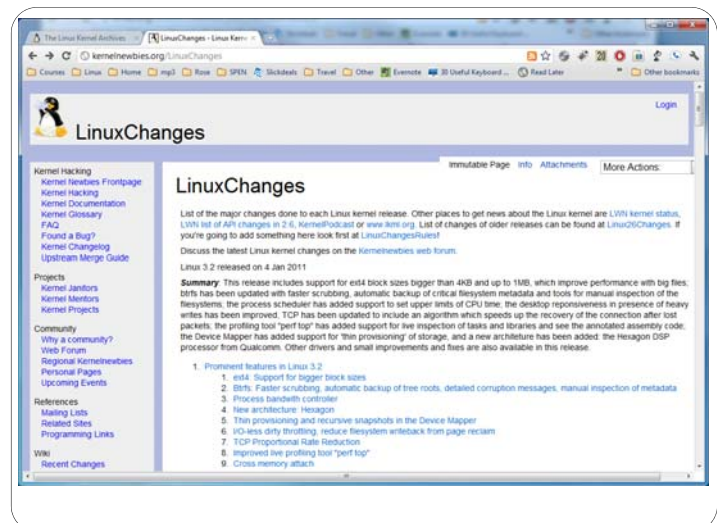 The Linux Kernel Archives
LinuxChanges - Linux Kern
kernelnewbies.org/LinuxChanges
Courses Linux Home mp3 Rose SPEN Slickdeals Travel Other Evernote 30 Useful Keyboard ... Read Later » Other bookmarks
Login
LinuxChanges
Immutable Page Info Attachments More Actions:
Kernel Hacking
Kernel Newbies Frontpage
Kernel Hacking
Kernel Documentation
Kernel Glossary
FAQ
Found a Bug?
Kernel Changelog
Upstream Merge Guide
Projects
Kernel Janitors
Kernel Mentors
Kernel Projects
Community
Why a community?
Web Forum
Regional Kernelnewbies
Personal Pages
Upcoming Events
References
Mailing Lists
Related Sites
Programming Links
Wiki
Recent Changes
LinuxChanges
List of the major changes done to each Linux kernel release. Other places to get news about the Linux kernel are LWN kernel status,
LWN list of API changes in 2.6, KernelPodcast or www.lkml.org. List of changes of older releases can be found at Linux26Changes. If
you're going to add something here look first at LinuxChangesRules!
Discuss the latest Linux kernel changes on the Kernelnewbies web forum.
Linux 3.2 released on 4 Jan 2011
Summary: This release includes support for ext4 block sizes bigger than 4KB and up to 1MB, which improve performance with big files;
btrfs has been updated with faster scrubbing, automatic backup of critical filesystem metadata and tools for manual inspection of the
filesystems; the process scheduler has added support to set upper limits of CPU time; the desktop reponsiveness in presence of heavy
writes has been improved, TCP has been updated to include an algorithm which speeds up the recovery of the connection after lost
packets; the profiling tool "perf top" has added support for live inspection of tasks and libraries and see the annotated assembly code;
the Device Mapper has added support for 'thin provisioning' of storage, and a new architeture has been added: the Hexagon DSP
processor from Qualcomm. Other drivers and small improvements and fixes are also available in this release.
1. Prominent features in Linux 3.2
1. ext4: Support for bigger block sizes
2. Btrfs: Faster scrubbing, automatic backup of tree roots, detailed corruption messages, manual inspection of metadata
3. Process bandwith controller
4. New architecture: Hexagon
5. Thin provisioning and recursive snapshots in the Device Mapper
6. I/O-less dirty throttling, reduce filesystem writeback from page reclaim
7. TCP Proportional Rate Reduction
8. Improved live profiling tool "perf top"
9. Cross memory attach